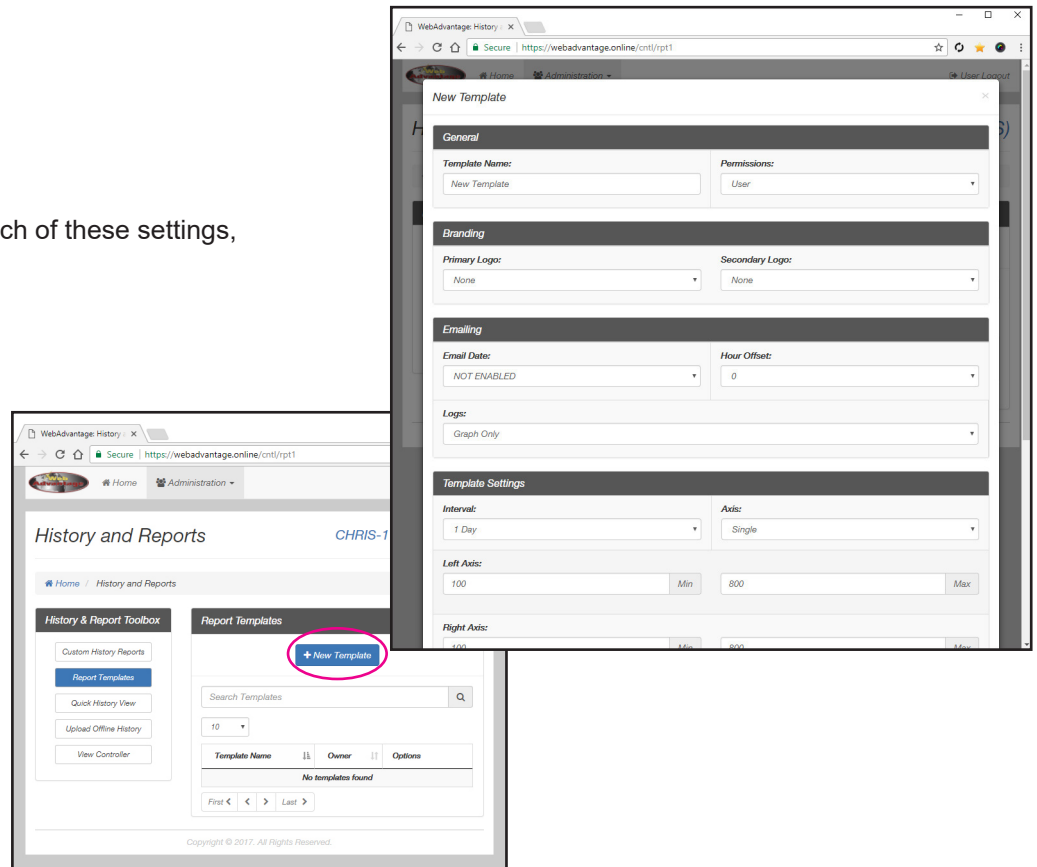 ch of these settings,
WebAdvantage: History
Secure | https://webadvantage.online/cntl/rpt1
Home Administration User Logout
New Template
General
Template Name: Permissions:
New Template User
Branding
Primary Logo: Secondary Logo:
None None
Emailing
Email Date: Hour Offset:
NOT ENABLED 0
Logs:
Graph Only
Template Settings
Interval: Axis:
1 Day Single
Left Axis:
100 Min 800 Max
Right Axis:
100 Min 800 Max
WebAdvantage: History
Secure | https://webadvantage.online/cntl/rpt1
Web
Home Administration
History and Reports CHRIS-1
Home / History and Reports
History & Report Toolbox
Custom History Reports
Report Templates
Quick History View
Upload Offline History
View Controller
Report Templates
+ New Template
Search Templates
10
Template Name Owner Options
No templates found
First < < > Last >
Copyright © 2017. All Rights Reserved.